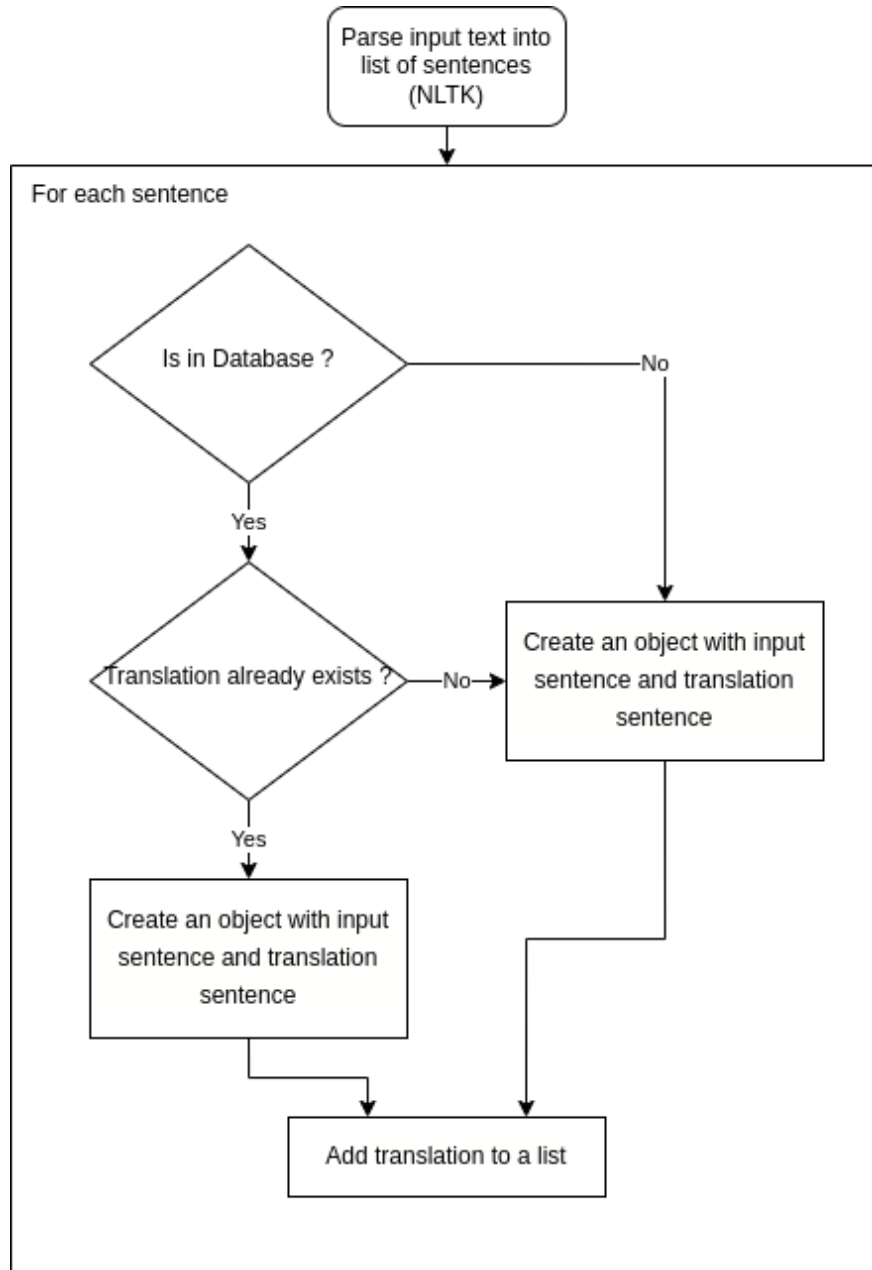 Parse input text into
list of sentences
(NLTK)
For each sentence
Is in Database ?
No
Yes
Translation already exists ?
No
Create an object with input
sentence and translation
sentence
Yes
Create an object with input
sentence and translation
sentence
Add translation to a list